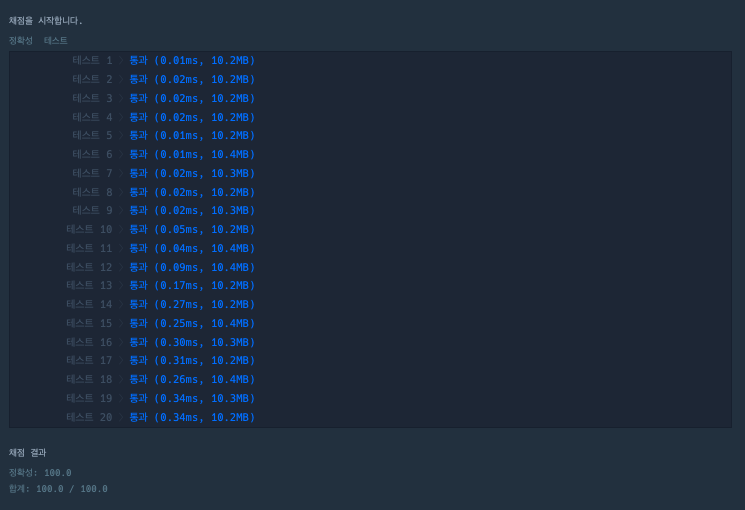 채점을 시작합니다.
정확성 테스트
테스트 1 〉 통과 (0.01ms, 10.2MB)
테스트 2 〉 통과 (0.02ms, 10.2MB)
테스트 3 〉 통과 (0.02ms, 10.2MB)
테스트 4 〉 통과 (0.02ms, 10.2MB)
테스트 5 〉 통과 (0.01ms, 10.2MB)
테스트 6 〉 통과 (0.01ms, 10.4MB)
테스트 7 〉 통과 (0.02ms, 10.3MB)
테스트 8 〉 통과 (0.02ms, 10.2MB)
테스트 9 〉 통과 (0.02ms, 10.3MB)
테스트 10 〉 통과 (0.05ms, 10.2MB)
테스트 11 〉 통과 (0.04ms, 10.4MB)
테스트 12 〉 통과 (0.09ms, 10.4MB)
테스트 13 〉 통과 (0.17ms, 10.2MB)
테스트 14 〉 통과 (0.27ms, 10.2MB)
테스트 15 〉 통과 (0.25ms, 10.4MB)
테스트 16 〉 통과 (0.30ms, 10.3MB)
테스트 17 〉 통과 (0.31ms, 10.2MB)
테스트 18 〉 통과 (0.26ms, 10.4MB)
테스트 19 〉 통과 (0.34ms, 10.3MB)
테스트 20 〉 통과 (0.34ms, 10.2MB)
채점 결과
정확성: 100.0
합계: 100.0 / 100.0